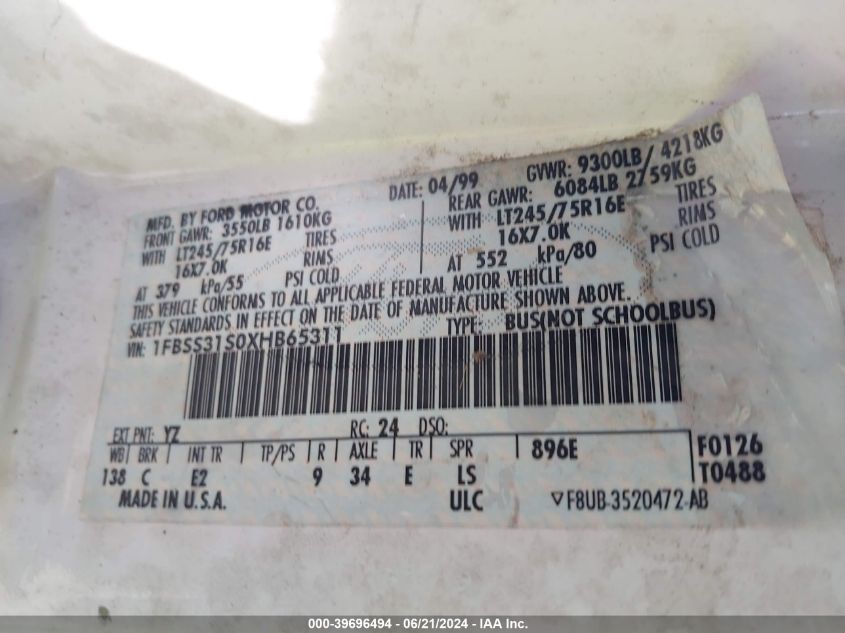 MFD. BY FORD MOTOR CO.
DATE: 04/99
GVWR: 9300LB/ 4218KG
FRONT GAWR: 3550LB 1610KG
REAR GAWR: 6084LB 2759KG
WITH LT245/75R16E TIRES
WITH LT245/75R16E TIRES
16X7.0K RINS
16X7.0K RIMS
AT 379 kPa/55 PSI COLD
AT 552 kPa/80 PSI COLD
THIS VEHICLE CONFORMS TO ALL APPLICABLE FEDERAL MOTOR VEHICLE
SAFETY STANDARDS IN EFFECT ON THE DATE OF MANUFACTURE SHOWN ABOVE.
VIN: 1FBSS31S0XHB65311
TYPE: BUS(NOT SCHOOLBUS)
EXT PNT: YZ RC: 24 DSO:
WB BRK INT TR TP/PS R AXLE TR SPR 896E F0126
138 C E2 9 34 E LS T0488
MADE IN U.S.A. ULC ▽F8UB-3520472-AB
000-39696494 / 06/21/2024 - IAA Inc.